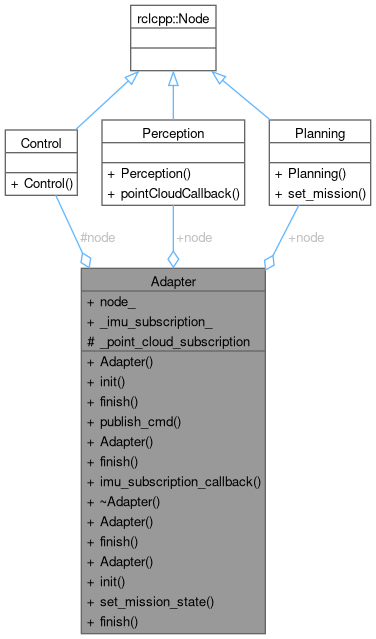 rclcpp::Node
Control
+ Control()
Perception
+ Perception()
+ pointCloudCallback()
Planning
+ Planning()
+ set_mission()
#node
+node
+node
Adapter
+ node_
+ _imu_subscription_
# _point_cloud_subscription
+ Adapter()
+ init()
+ finish()
+ publish_cmd()
+ Adapter()
+ finish()
+ imu_subscription_callback()
+ ~Adapter()
+ Adapter()
+ finish()
+ Adapter()
+ init()
+ set_mission_state()
+ finish()